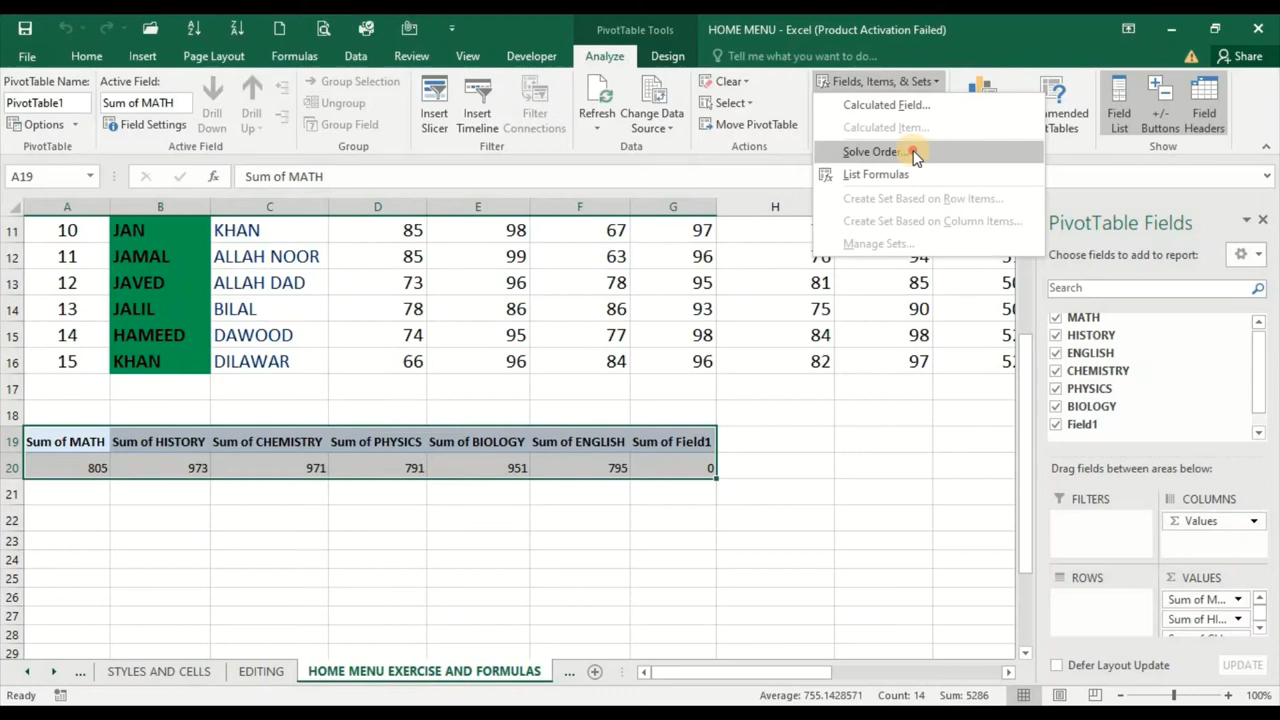 PivotTable Tools
HOME MENU - Excel (Product Activation Failed)
File Home Insert Page Layout Formulas Data Review View Developer Analyze Design Tell me what you want to do... Share
PivotTable Name:
PivotTable1
Options
PivotTable
Active Field:
Sum of MATH
Field Settings
Drill Down
Drill Up
Active Field
Group Selection
Ungroup
Group Field
Group
Insert Slicer
Insert Timeline
Filter Connections
Filter
Refresh
Change Data Source
Data
Clear
Select
Move PivotTable
Actions
Fields, Items, & Sets
Calculated Field...
Calculated Item...
Solve Order...
List Formulas
Create Set Based on Row Items...
Create Set Based on Column Items...
Manage Sets...
Field List
+/- Buttons
Field Headers
Show
A19 Sum of MATH
A B C D E F G H
11 10 JAN KHAN 85 98 67 97
12 11 JAMAL ALLAH NOOR 85 99 63 96
13 12 JAVED ALLAH DAD 73 96 78 95 81 85
14 13 JALIL BILAL 78 86 86 93 75 90
15 14 HAMEED DAWOOD 74 95 77 98 84 98
16 15 KHAN DILAWAR 66 96 84 96 82 97
17
18
19 Sum of MATH Sum of HISTORY Sum of CHEMISTRY Sum of PHYSICS Sum of BIOLOGY Sum of ENGLISH Sum of Field1
20 805 973 971 791 951 795 0
21
22
23
24
25
26
27
28
29
PivotTable Fields
Choose fields to add to report:
Search
MATH
HISTORY
ENGLISH
CHEMISTRY
PHYSICS
BIOLOGY
Field1
Drag fields between areas below:
FILTERS
COLUMNS
Σ Values
ROWS
Σ VALUES
Sum of M...
Sum of HI...
Defer Layout Update UPDATE
... STYLES AND CELLS EDITING HOME MENU EXERCISE AND FORMULAS ...
Ready Average: 755.1428571 Count: 14 Sum: 5286 100%